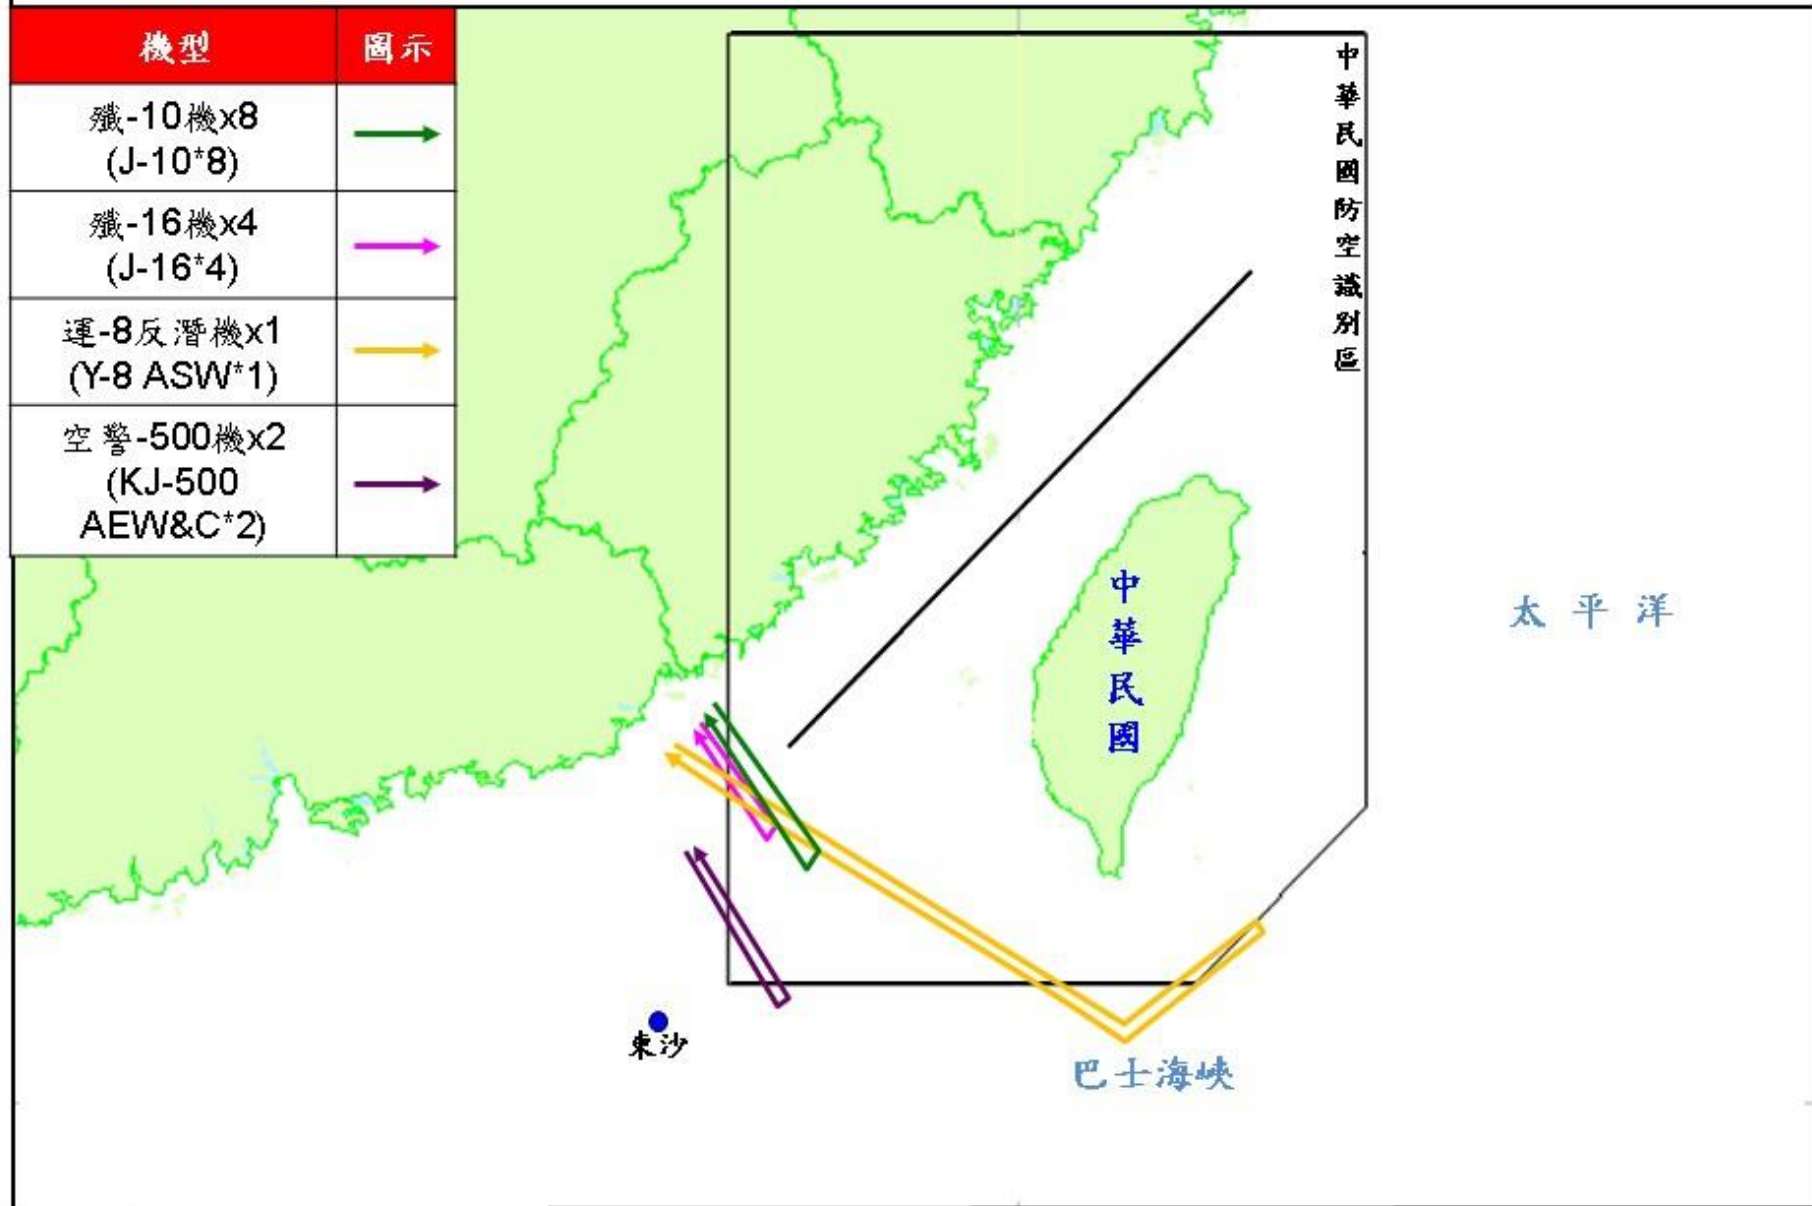 機型 圖示
殲-10機x8
(J-10*8)
殲-16機x4
(J-16*4)
運-8反潛機x1
(Y-8 ASW*1)
空警-500機x2
(KJ-500
AEW&C*2)
中華民國防空識別區
中華民國
太平洋
東沙
巴士海峽